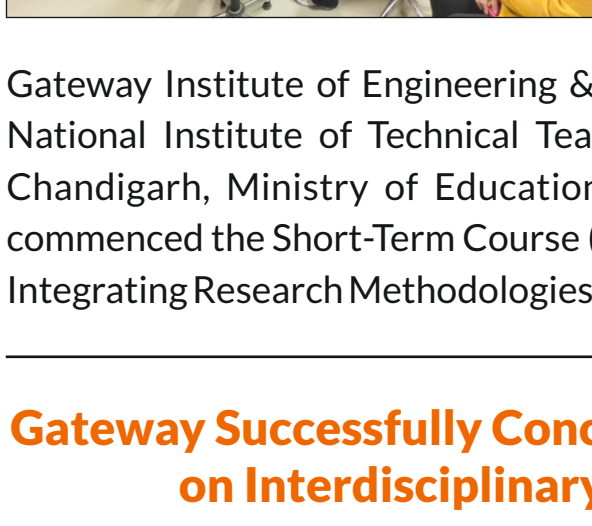 Gateway Institute of Engineering &
National Institute of Technical Tea
Chandigarh, Ministry of Education
commenced the Short-Term Course (
Integrating Research Methodologies
Gateway Successfully Conc
on Interdisciplinary